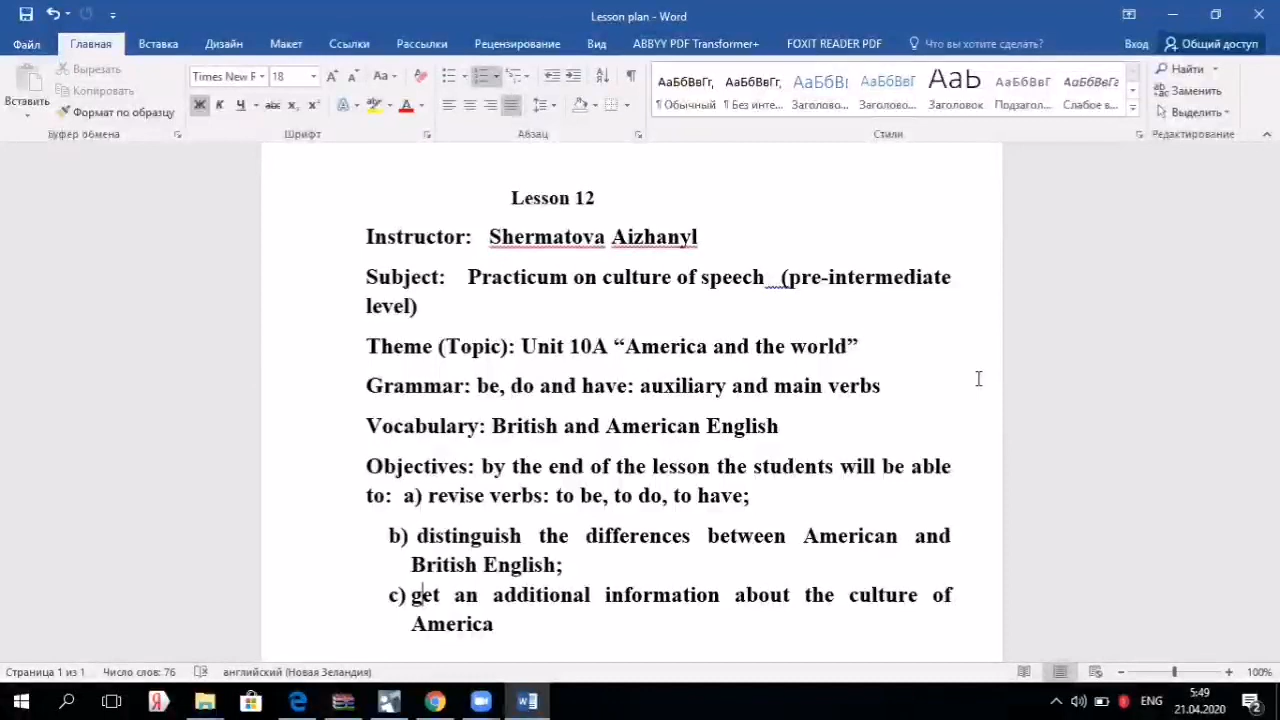 Lesson plan - Word
Файл Главная Вставка Дизайн Макет Ссылки Рассылки Рецензирование Вид ABBYY PDF Transformer+ FOXIT READER PDF Что вы хотите сделать? Вход Общий доступ
Вставить
Вырезать
Копировать
Формат по образцу
Буфер обмена
Times New F 18
Ж К Ч abc x₂ x²
Шрифт
Абзац
АаБбВвГг, АаБбВвГг, АаБбВі АаБбВвГ АаЬ АаБбВвГ АаБбВвГг
¶ Обычный ¶ Без инте... Заголово... Заголово... Заголовок Подзагол... Слабое в...
Стили
Найти
Заменить
Выделить
Редактирование
Lesson 12
Instructor: Shermatova Aizhanyl
Subject: Practicum on culture of speech (pre-intermediate
level)
Theme (Topic): Unit 10A “America and the world”
Grammar: be, do and have: auxiliary and main verbs
Vocabulary: British and American English
Objectives: by the end of the lesson the students will be able
to: a) revise verbs: to be, to do, to have;
b) distinguish the differences between American and
British English;
c) get an additional information about the culture of
America
Страница 1 из 1 Число слов: 76 английский (Новая Зеландия) 100%
ENG 5:49
21.04.2020